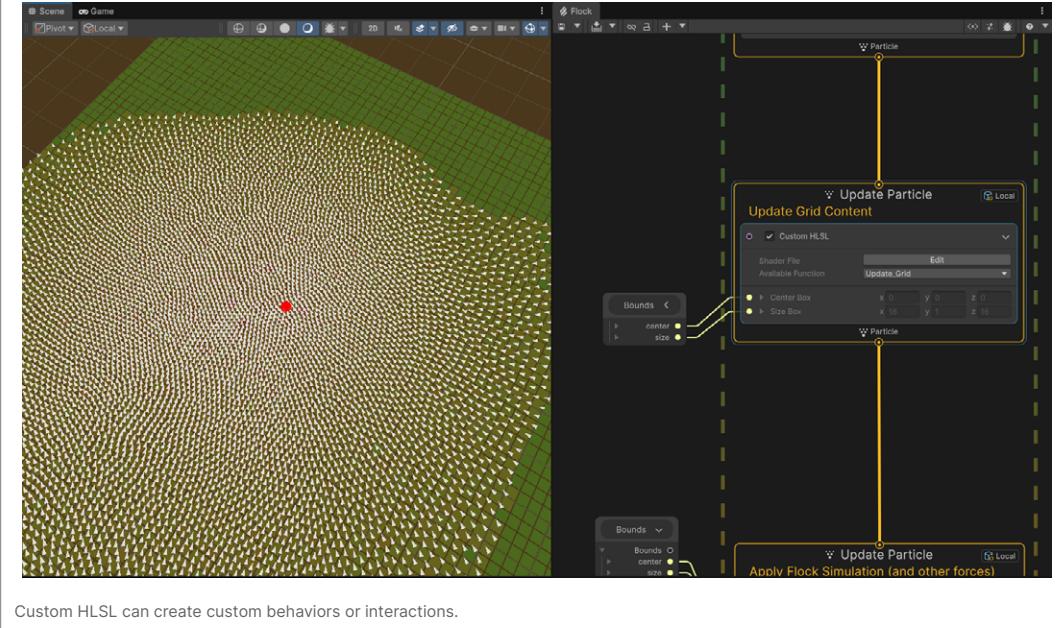 Scene Game
Flock
Pivot Local
2D
Particle
Update Particle Local
Update Grid Content
Custom HLSL
Shader File Edit
Available Function Update_Grid
Bounds
Center Box x 0 y 0 z 0
Size Box x 16 y 1 z 16
center
size
Particle
Bounds
Bounds
center
size
Update Particle Local
Apply Flock Simulation (and other forces)
Custom HLSL can create custom behaviors or interactions.